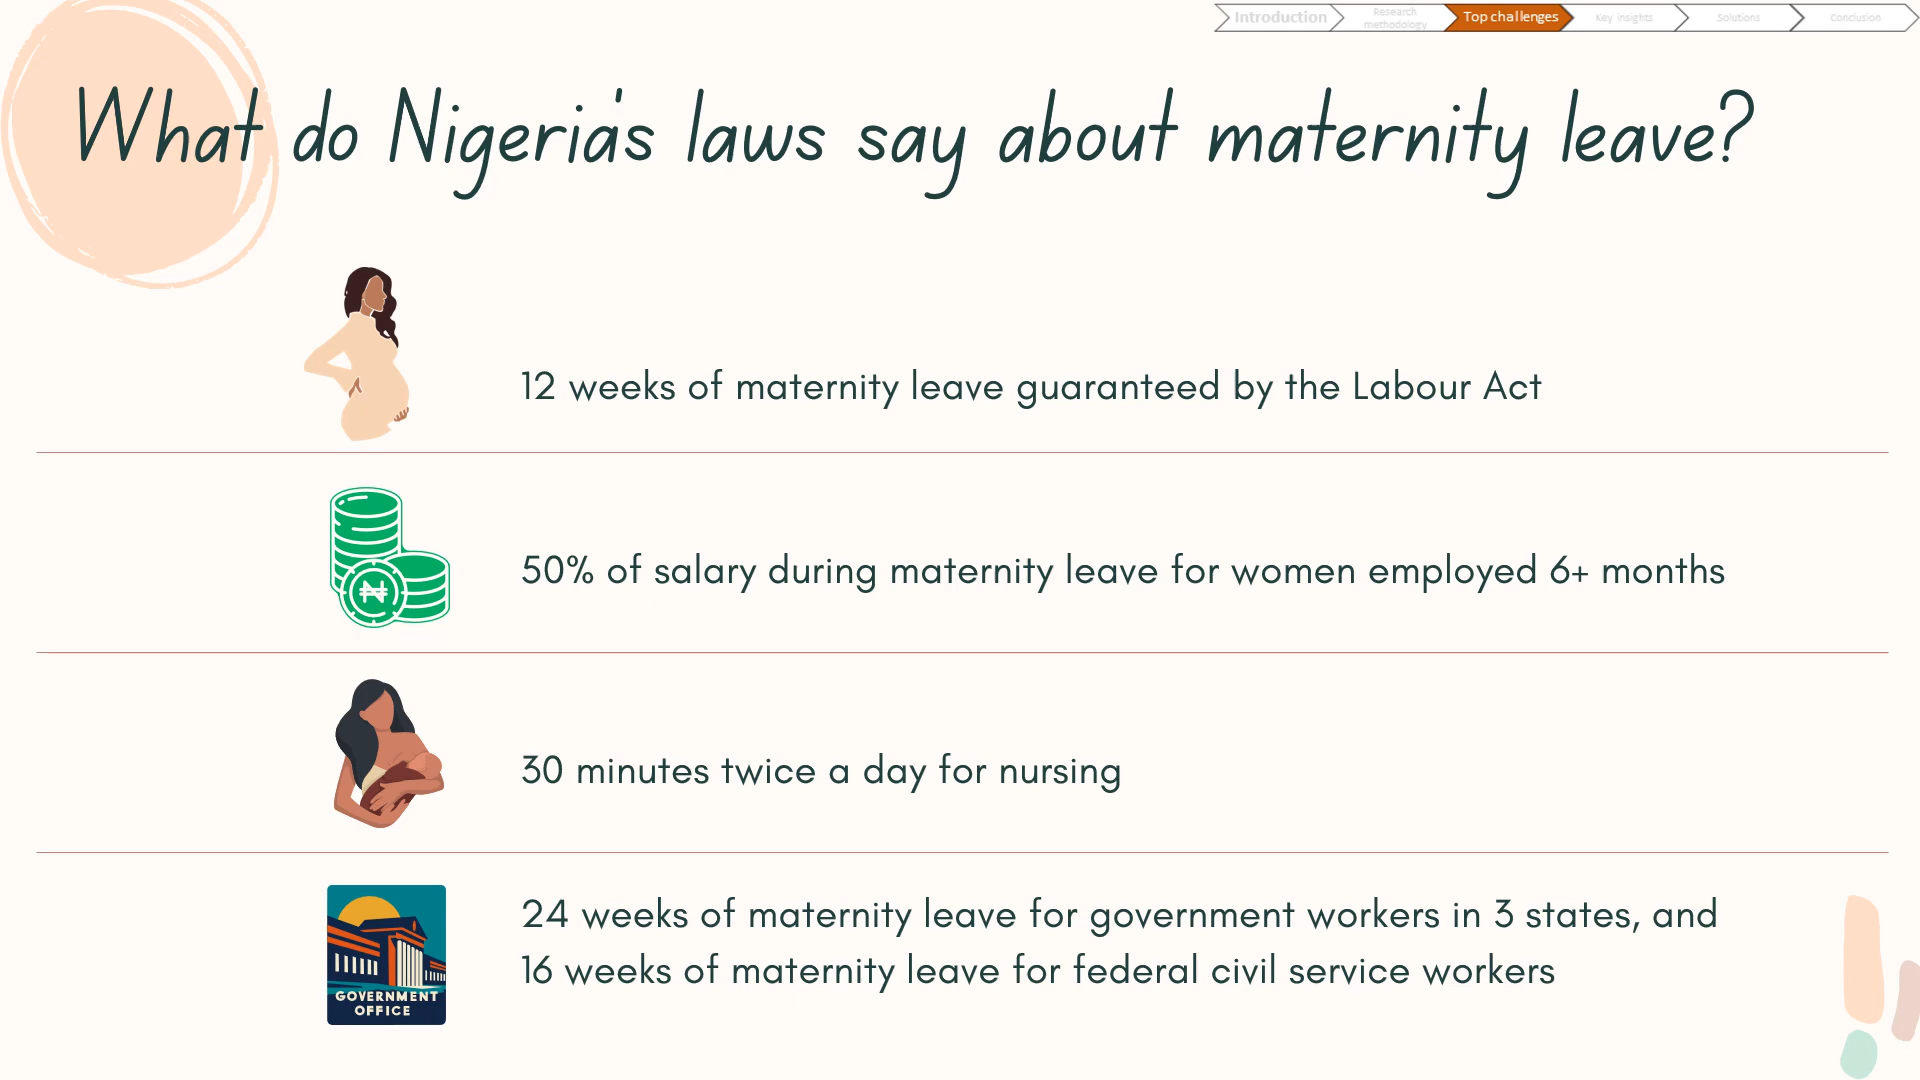 Introduction
Research
methodology
Top challenges
Key insights
Solutions
Conclusion
What do Nigeria's laws say about maternity leave?
12 weeks of maternity leave guaranteed by the Labour Act
50% of salary during maternity leave for women employed 6+ months
₦
30 minutes twice a day for nursing
24 weeks of maternity leave for government workers in 3 states, and
16 weeks of maternity leave for federal civil service workers
GOVERNMENT
OFFICE